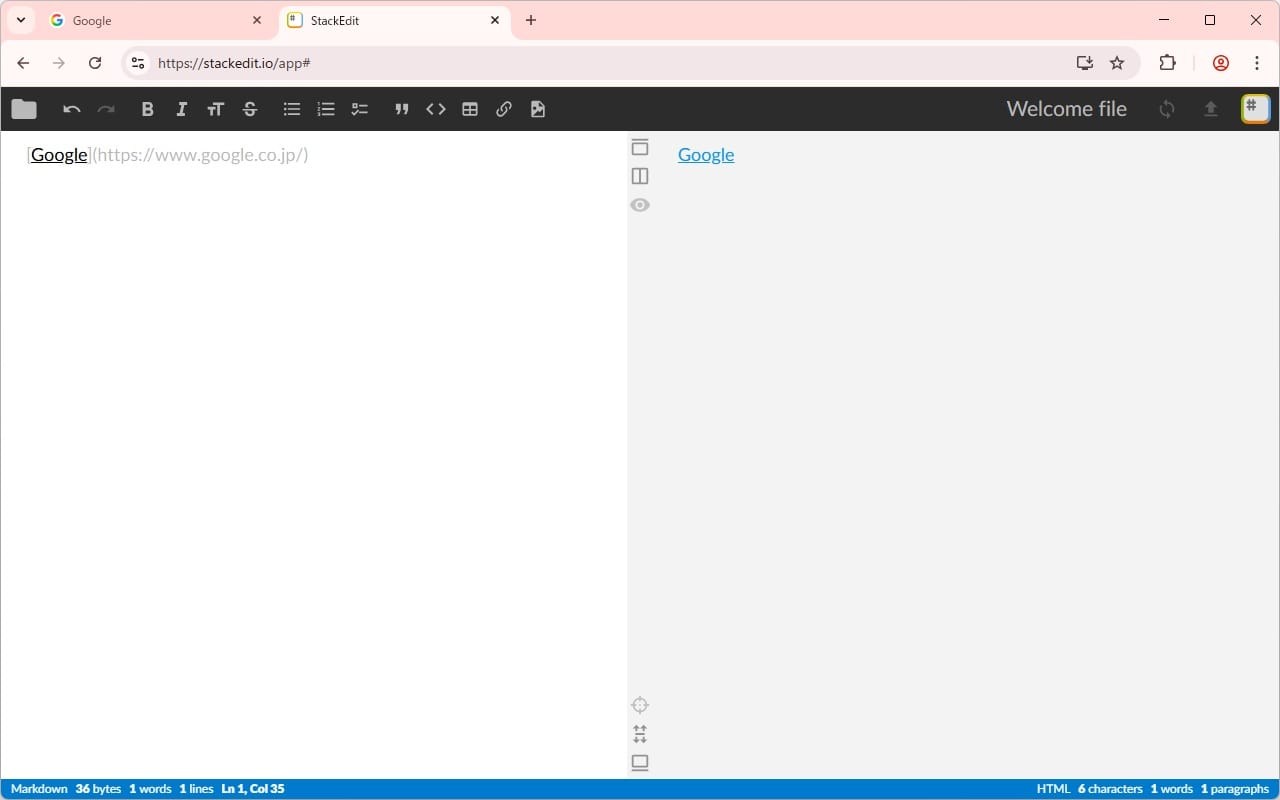 Google
StackEdit
https://stackedit.io/app#
Welcome file
[Google](https://www.google.co.jp/)
Google
Markdown 36 bytes 1 words 1 lines Ln 1, Col 35
HTML 6 characters 1 words 1 paragraphs